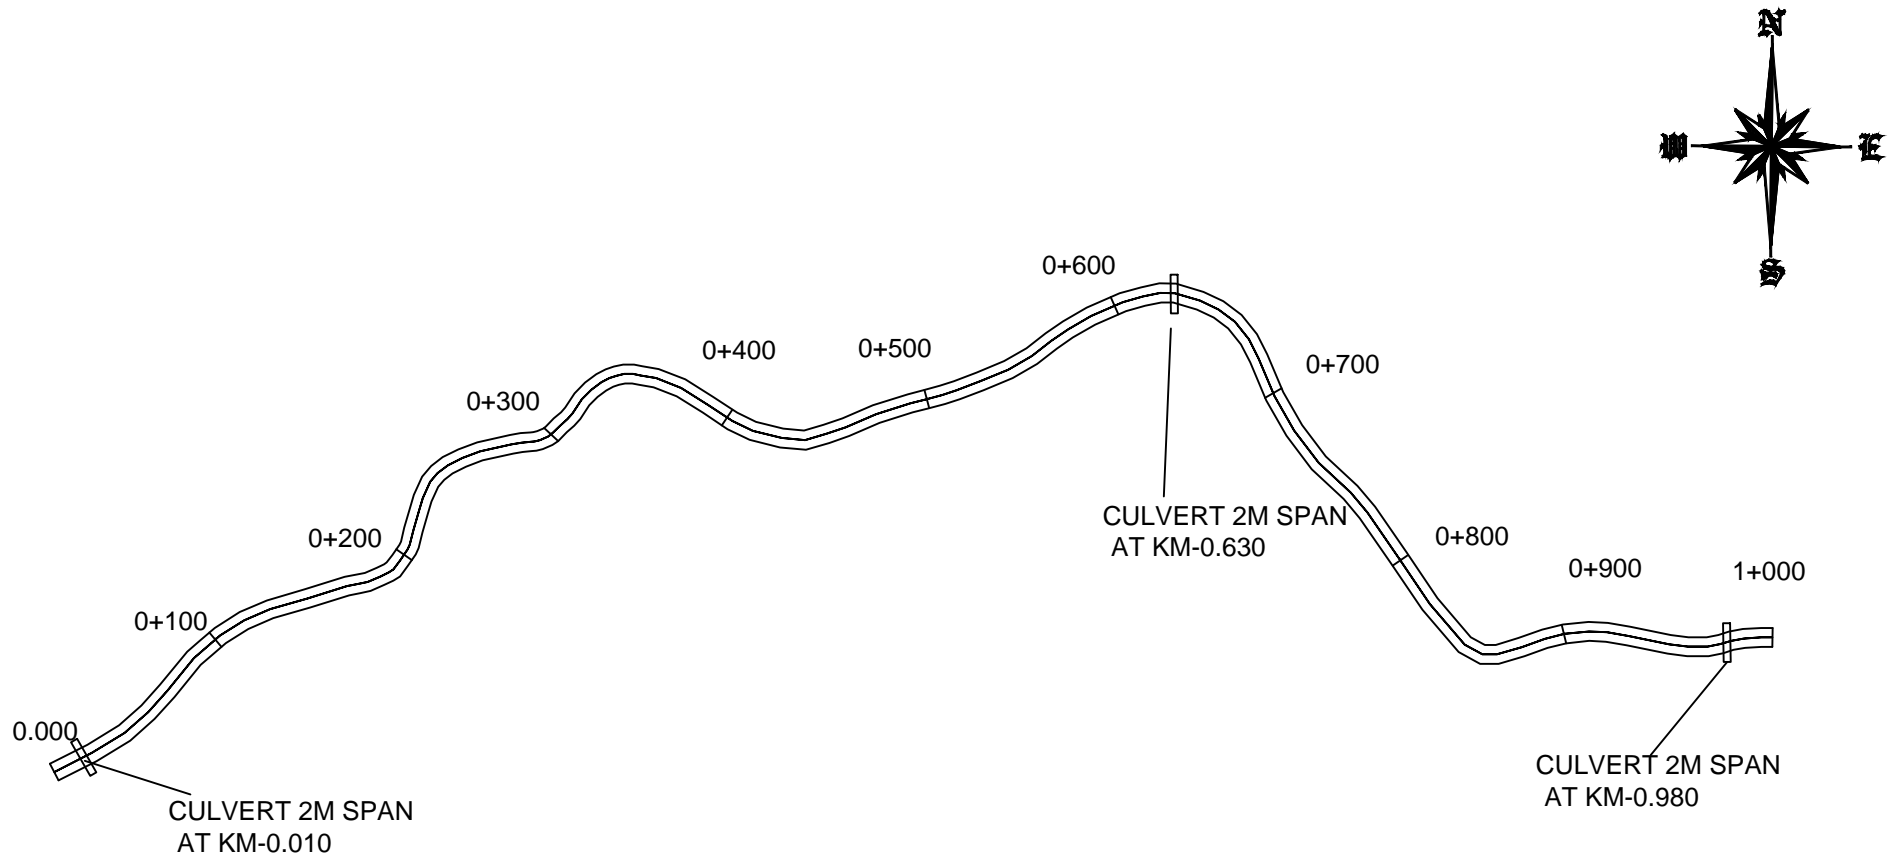 N
W
E
S
0+600
0+400
0+500
0+700
0+300
CULVERT 2M SPAN
AT KM-0.630
0+200
0+800
0+900
1+000
0+100
0.000
CULVERT 2M SPAN
AT KM-0.980
CULVERT 2M SPAN
AT KM-0.010